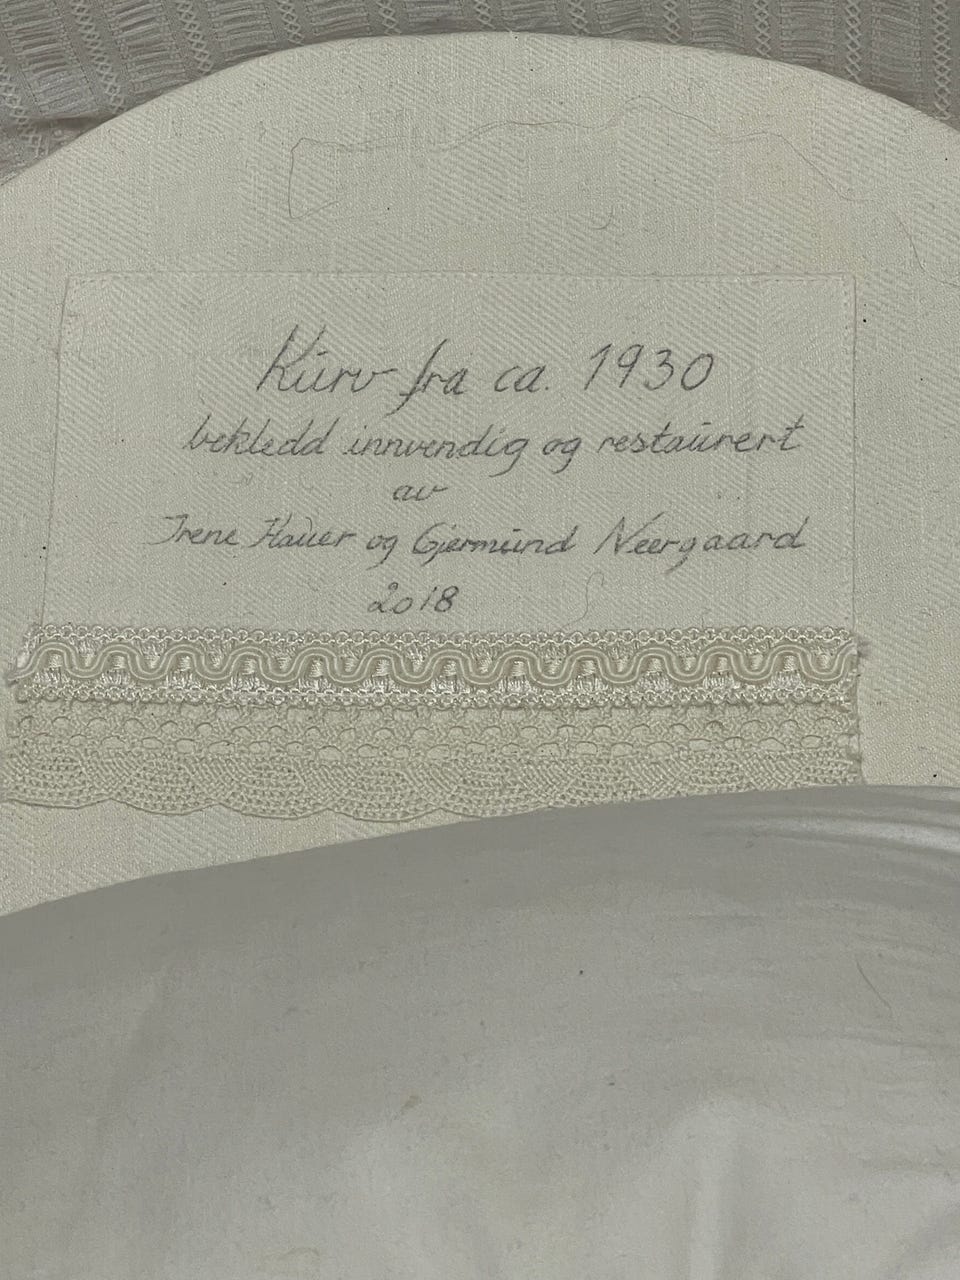 Kurv fra ca. 1930
bekledd innvendig og restaurert
av
Irene Hauer og Gjermund Neergaard
2018